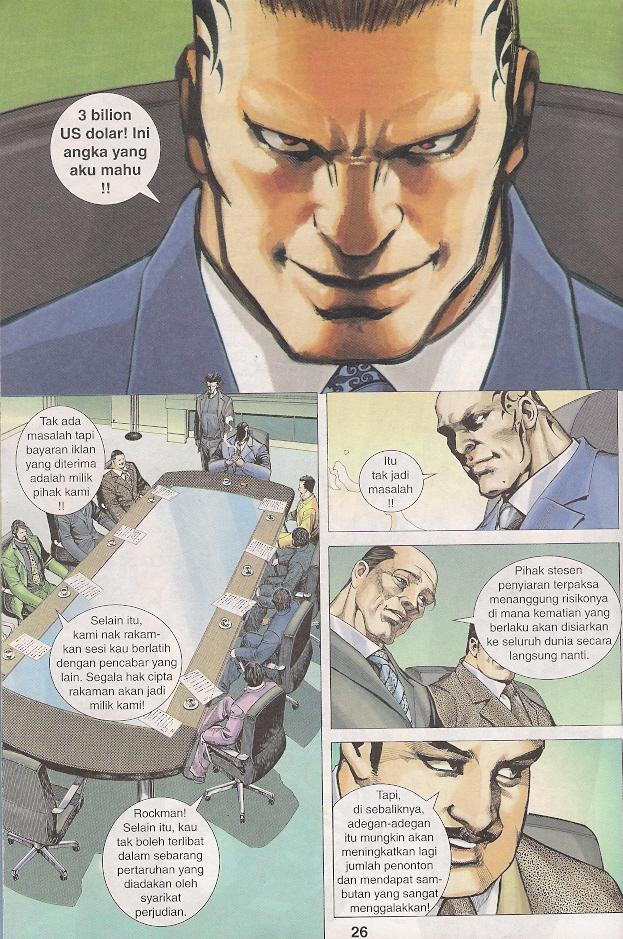 3 bilion
US dolar! Ini
angka yang
aku mahu
!!
Tak ada
masalah tapi
bayaran iklan
yang diterima
adalah milik
pihak kami
!!
Selain itu,
kami nak rakam-
kan sesi kau berlatih
dengan pencabar yang
lain. Segala hak cipta
rakaman akan jadi
milik kami!
Rockman!
Selain itu, kau
tak boleh terlibat
dalam sebarang
pertaruhan yang
diadakan oleh
syarikat
perjudian.
Itu
tak jadi
masalah
!!
Pihak stesen
penyiaran terpaksa
menanggung risikonya
di mana kematian yang
berlaku akan disiarkan
ke seluruh dunia secara
langsung nanti.
Tapi,
di sebaliknya,
adegan-adegan
itu mungkin akan
meningkatkan lagi
jumlah penonton
dan mendapat sam-
butan yang sangat
menggalakkan!
26